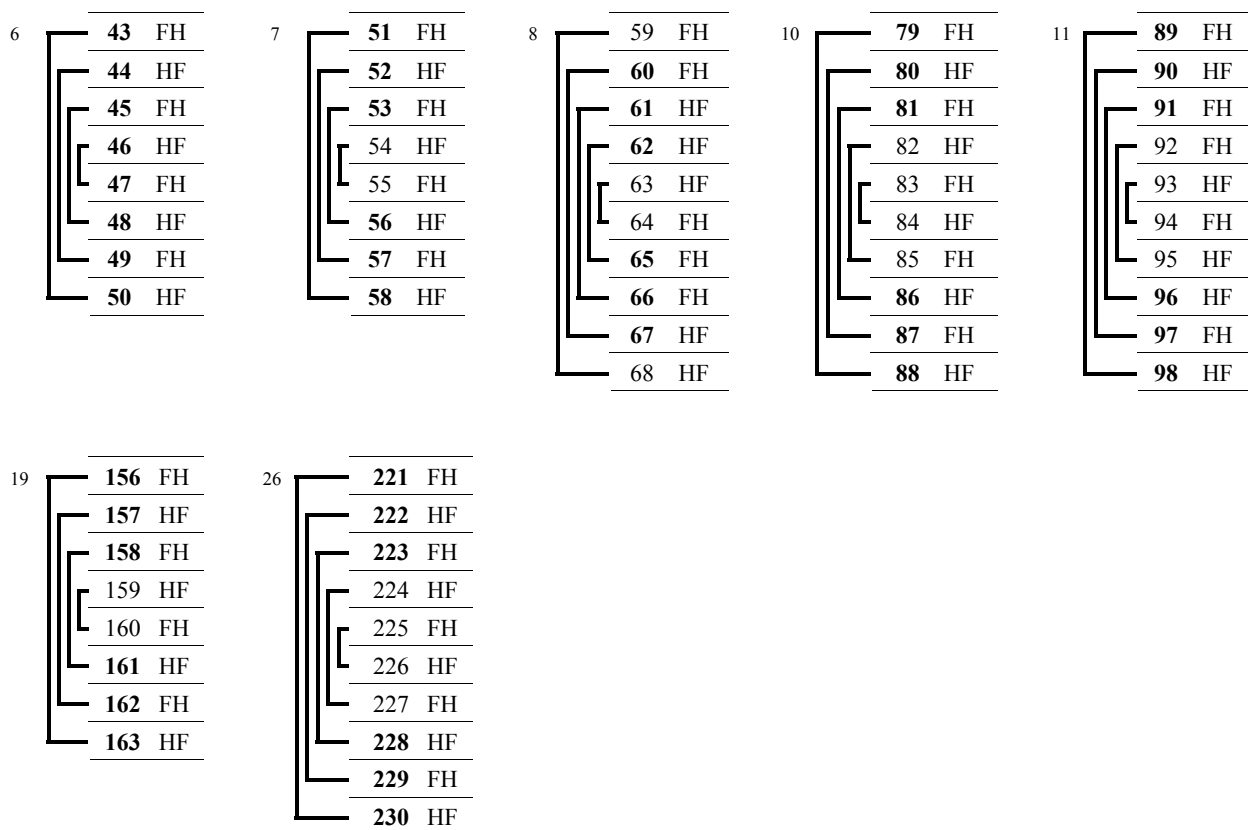 6 43 FH 7 51 FH 8 59 FH 10 79 FH 11 89 FH
44 HF 52 HF 60 FH 80 HF 90 HF
45 FH 53 FH 61 HF 81 FH 91 FH
46 HF 54 HF 62 HF 82 HF 92 FH
47 FH 55 FH 63 HF 83 FH 93 HF
48 HF 56 HF 64 FH 84 HF 94 FH
49 FH 57 FH 65 FH 85 FH 95 HF
50 HF 58 HF 66 FH 86 HF 96 HF
67 HF 87 FH 97 FH
68 HF 88 HF 98 HF
19 156 FH 26 221 FH
157 HF 222 HF
158 FH 223 FH
159 HF 224 HF
160 FH 225 FH
161 HF 226 HF
162 FH 227 FH
163 HF 228 HF
229 FH
230 HF